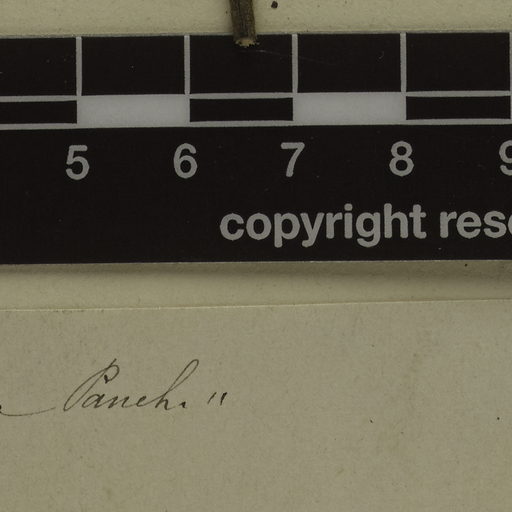 5 6 7 8 9
copyright rese
Panch. "